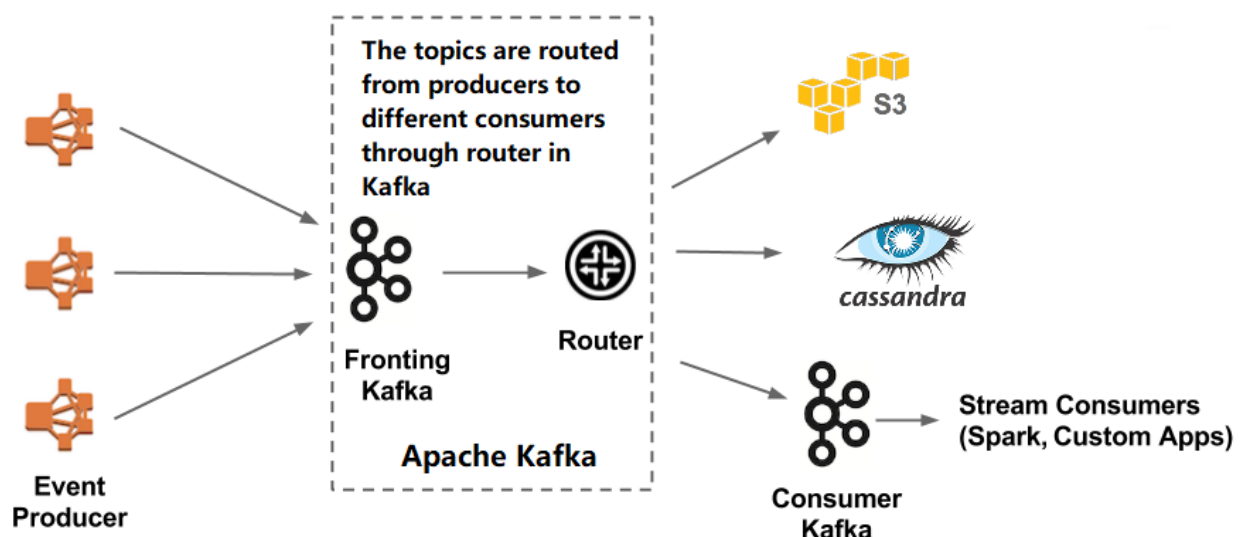 The topics are routed
from producers to
different consumers
through router in
Kafka
S3
cassandra
Router
Fronting
Kafka
Stream Consumers
(Spark, Custom Apps)
Apache Kafka
Event
Producer
Consumer
Kafka